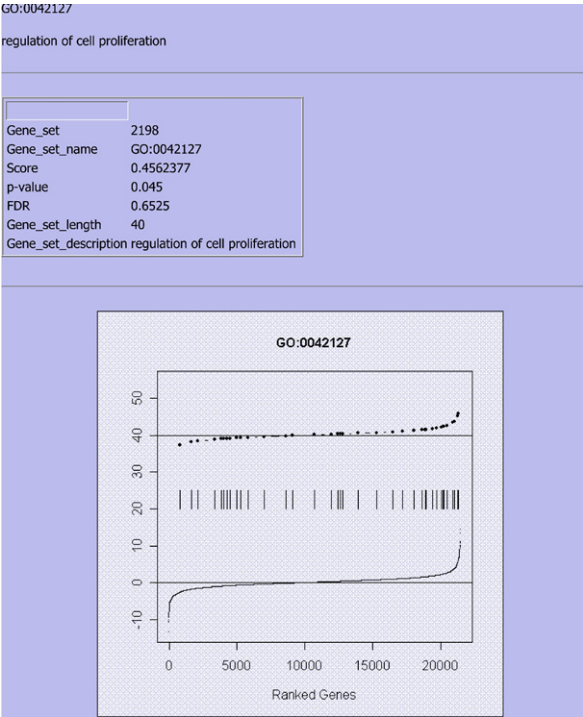 GO:0042127
regulation of cell proliferation
Gene_set 2198
Gene_set_name GO:0042127
Score 0.4562377
p-value 0.045
FDR 0.6525
Gene_set_length 40
Gene_set_description regulation of cell proliferation
GO:0042127
50
40
30
20
10
0
-10
0 5000 10000 15000 20000
Ranked Genes